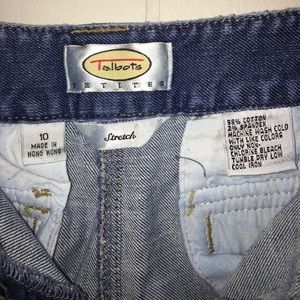 Talbots
PETITES
10
MADE IN
HONG KONG
Stretch
98% COTTON
2% SPANDEX
MACHINE WASH COLD
WITH LIKE COLORS
ONLY NON-
CHLORINE BLEACH
TUMBLE DRY LOW
COOL IRON